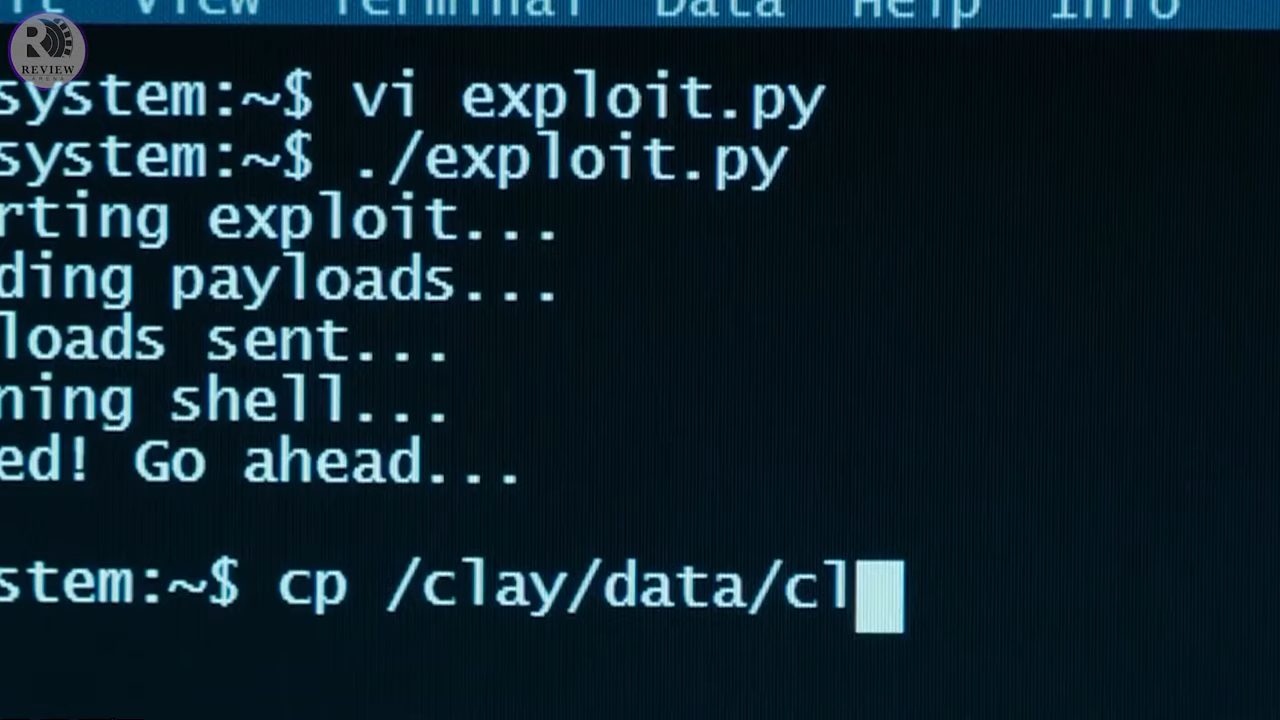 View Terminal Data Help Info
REVIEW
system:~$ vi exploit.py
system:~$ ./exploit.py
rting exploit...
ding payloads...
loads sent...
ning shell...
ed! Go ahead...
stem:~$ cp /clay/data/cl